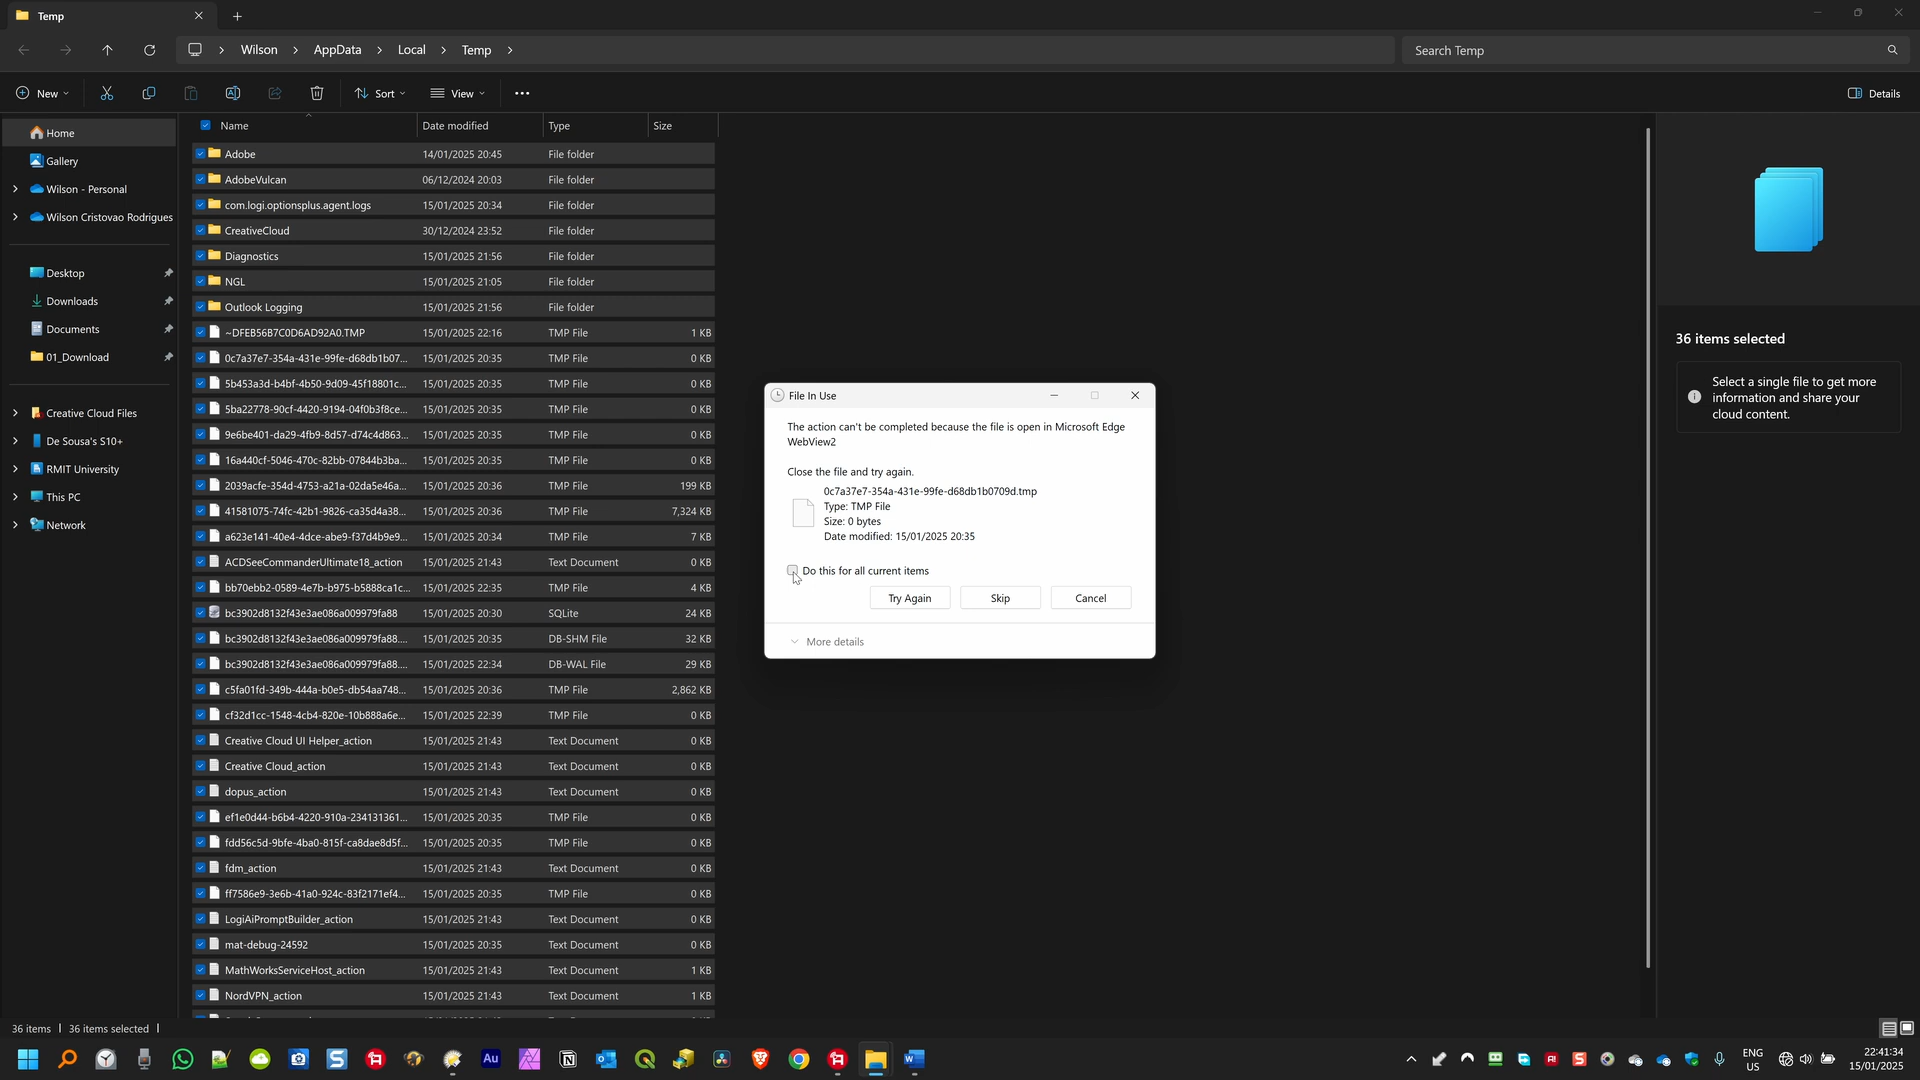 Temp
Wilson
AppData
Local
Temp
Search Temp
New
Sort
View
Details
Home
Gallery
Wilson - Personal
Wilson Cristovao Rodrigues
Desktop
Downloads
Documents
01_Download
Creative Cloud Files
De Sousa's S10+
RMIT University
This PC
Network
Name Date modified Type Size
Adobe 14/01/2025 20:45 File folder
AdobeVulcan 06/12/2024 20:03 File folder
com.logi.optionsplus.agent.logs 15/01/2025 20:34 File folder
CreativeCloud 30/12/2024 23:52 File folder
Diagnostics 15/01/2025 21:56 File folder
NGL 15/01/2025 21:05 File folder
Outlook Logging 15/01/2025 21:56 File folder
~DFEB56B7C0D6AD92A0.TMP 15/01/2025 22:16 TMP File 1 KB
0c7a37e7-354a-431e-99fe-d68db1b07... 15/01/2025 20:35 TMP File 0 KB
5b453a3d-b4bf-4b50-9d09-45f18801c... 15/01/2025 20:35 TMP File 0 KB
5ba22778-90cf-4420-9194-04f0b3f8ce... 15/01/2025 20:35 TMP File 0 KB
9e6be401-da29-4fb9-8d57-d74c4d863... 15/01/2025 20:35 TMP File 0 KB
16a440cf-5046-470c-82bb-07844b3ba... 15/01/2025 20:35 TMP File 0 KB
2039acfe-354d-4753-a21a-02da5e46a... 15/01/2025 20:36 TMP File 199 KB
41581075-74fc-42b1-9826-ca35d4a38... 15/01/2025 20:36 TMP File 7,324 KB
a623e141-40e4-4dce-abe9-f37d4b9e9... 15/01/2025 20:34 TMP File 7 KB
ACDSeeCommanderUltimate18_action 15/01/2025 21:43 Text Document 0 KB
bb70ebb2-0589-4e7b-b975-b5888ca1c... 15/01/2025 22:35 TMP File 4 KB
bc3902d8132f43e3ae086a009979fa88 15/01/2025 20:30 SQLite 24 KB
bc3902d8132f43e3ae086a009979fa88.... 15/01/2025 20:35 DB-SHM File 32 KB
bc3902d8132f43e3ae086a009979fa88.... 15/01/2025 22:34 DB-WAL File 29 KB
c5fa01fd-349b-444a-b0e5-db54aa748... 15/01/2025 20:36 TMP File 2,862 KB
cf32d1cc-1548-4cb4-820e-10b888a6e... 15/01/2025 22:39 TMP File 0 KB
Creative Cloud UI Helper_action 15/01/2025 21:43 Text Document 0 KB
Creative Cloud_action 15/01/2025 21:43 Text Document 0 KB
dopus_action 15/01/2025 21:43 Text Document 0 KB
ef1e0d44-b6b4-4220-910a-234131361... 15/01/2025 20:35 TMP File 0 KB
fdd56c5d-9bfe-4ba0-815f-ca8dae8d5f... 15/01/2025 20:35 TMP File 0 KB
fdm_action 15/01/2025 21:43 Text Document 0 KB
ff7586e9-3e6b-41a0-924c-83f2171ef4... 15/01/2025 20:35 TMP File 0 KB
LogiAiPromptBuilder_action 15/01/2025 21:43 Text Document 0 KB
mat-debug-24592 15/01/2025 20:35 Text Document 0 KB
MathWorksServiceHost_action 15/01/2025 21:43 Text Document 1 KB
NordVPN_action 15/01/2025 21:43 Text Document 1 KB
File In Use
The action can't be completed because the file is open in Microsoft Edge
WebView2
Close the file and try again.
0c7a37e7-354a-431e-99fe-d68db1b0709d.tmp
Type: TMP File
Size: 0 bytes
Date modified: 15/01/2025 20:35
Do this for all current items
Try Again
Skip
Cancel
More details
36 items selected
Select a single file to get more
information and share your
cloud content.
36 items
36 items selected
Au
ENG
US
22:41:34
15/01/2025